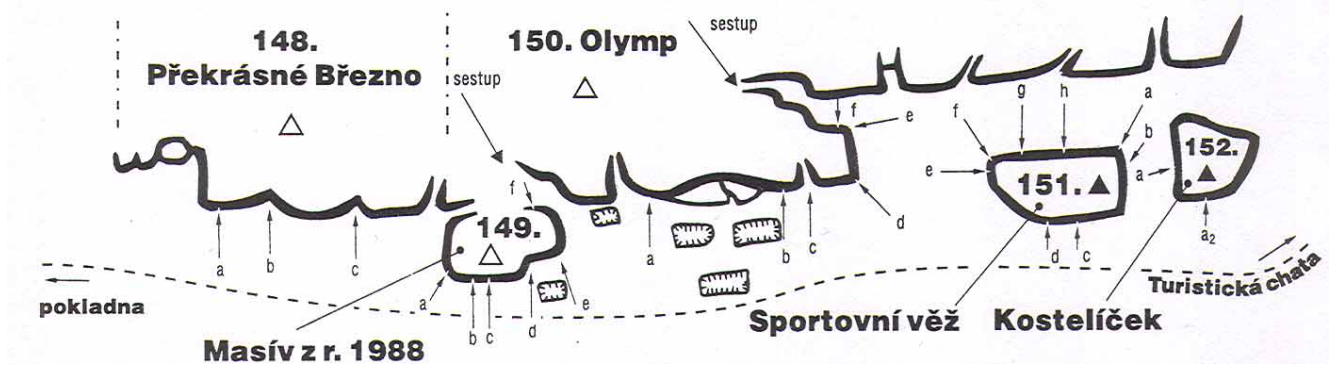 148.
Překrásné Březno
sestup
150. Olymp
sestup
f
e
g
h
a
f
b
e
151.
a
152.
d
c
a2
f
149.
a
b
c
a
b
c
d
a
b
c
d
e
pokladna
Turistická chata
Sportovní věž
Kostelíček
Masív z r. 1988